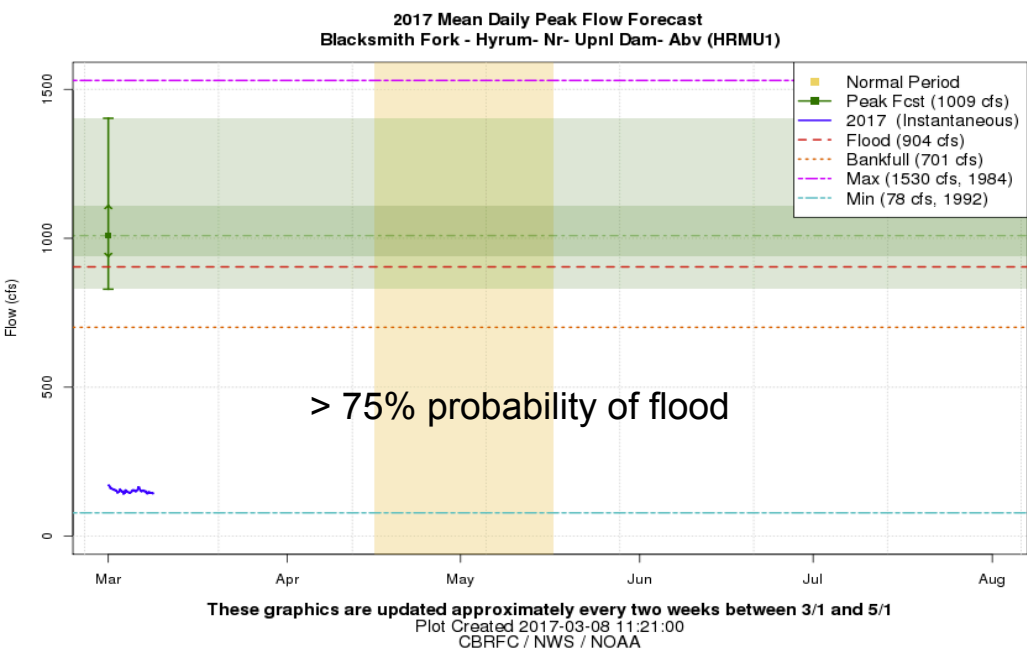 2017 Mean Daily Peak Flow Forecast
Blacksmith Fork - Hyrum- Nr- Upnl Dam- Abv (HRMU1)
Normal Period
Peak Fcst (1009 cfs)
2017  (Instantaneous)
Flood (904 cfs)
Bankfull (701 cfs)
Max (1530 cfs, 1984)
Min (78 cfs, 1992)
1500
1000
500
0
Flow (cfs)
> 75% probability of flood
Mar Apr May Jun Jul Aug
These graphics are updated approximately every two weeks between 3/1 and 5/1
Plot Created 2017-03-08 11:21:00
CBRFC / NWS / NOAA